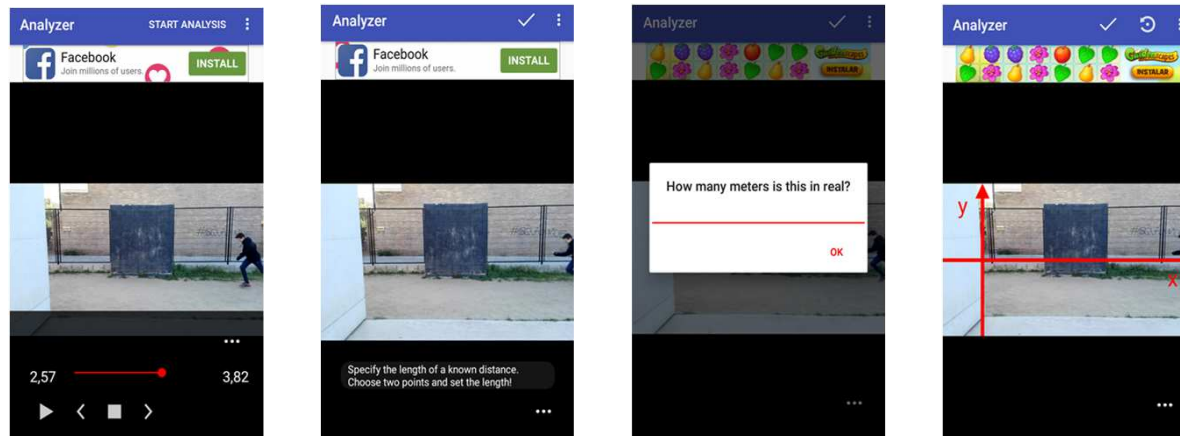 Analyzer START ANALYSIS
Facebook
Join millions of users.
INSTALL
2,57 3,82
Analyzer
Facebook
Join millions of users.
INSTALL
Specify the length of a known distance.
Choose two points and set the length!
Analyzer
INSTALAR
How many meters is this in real?
OK
Analyzer
INSTALAR
y
x